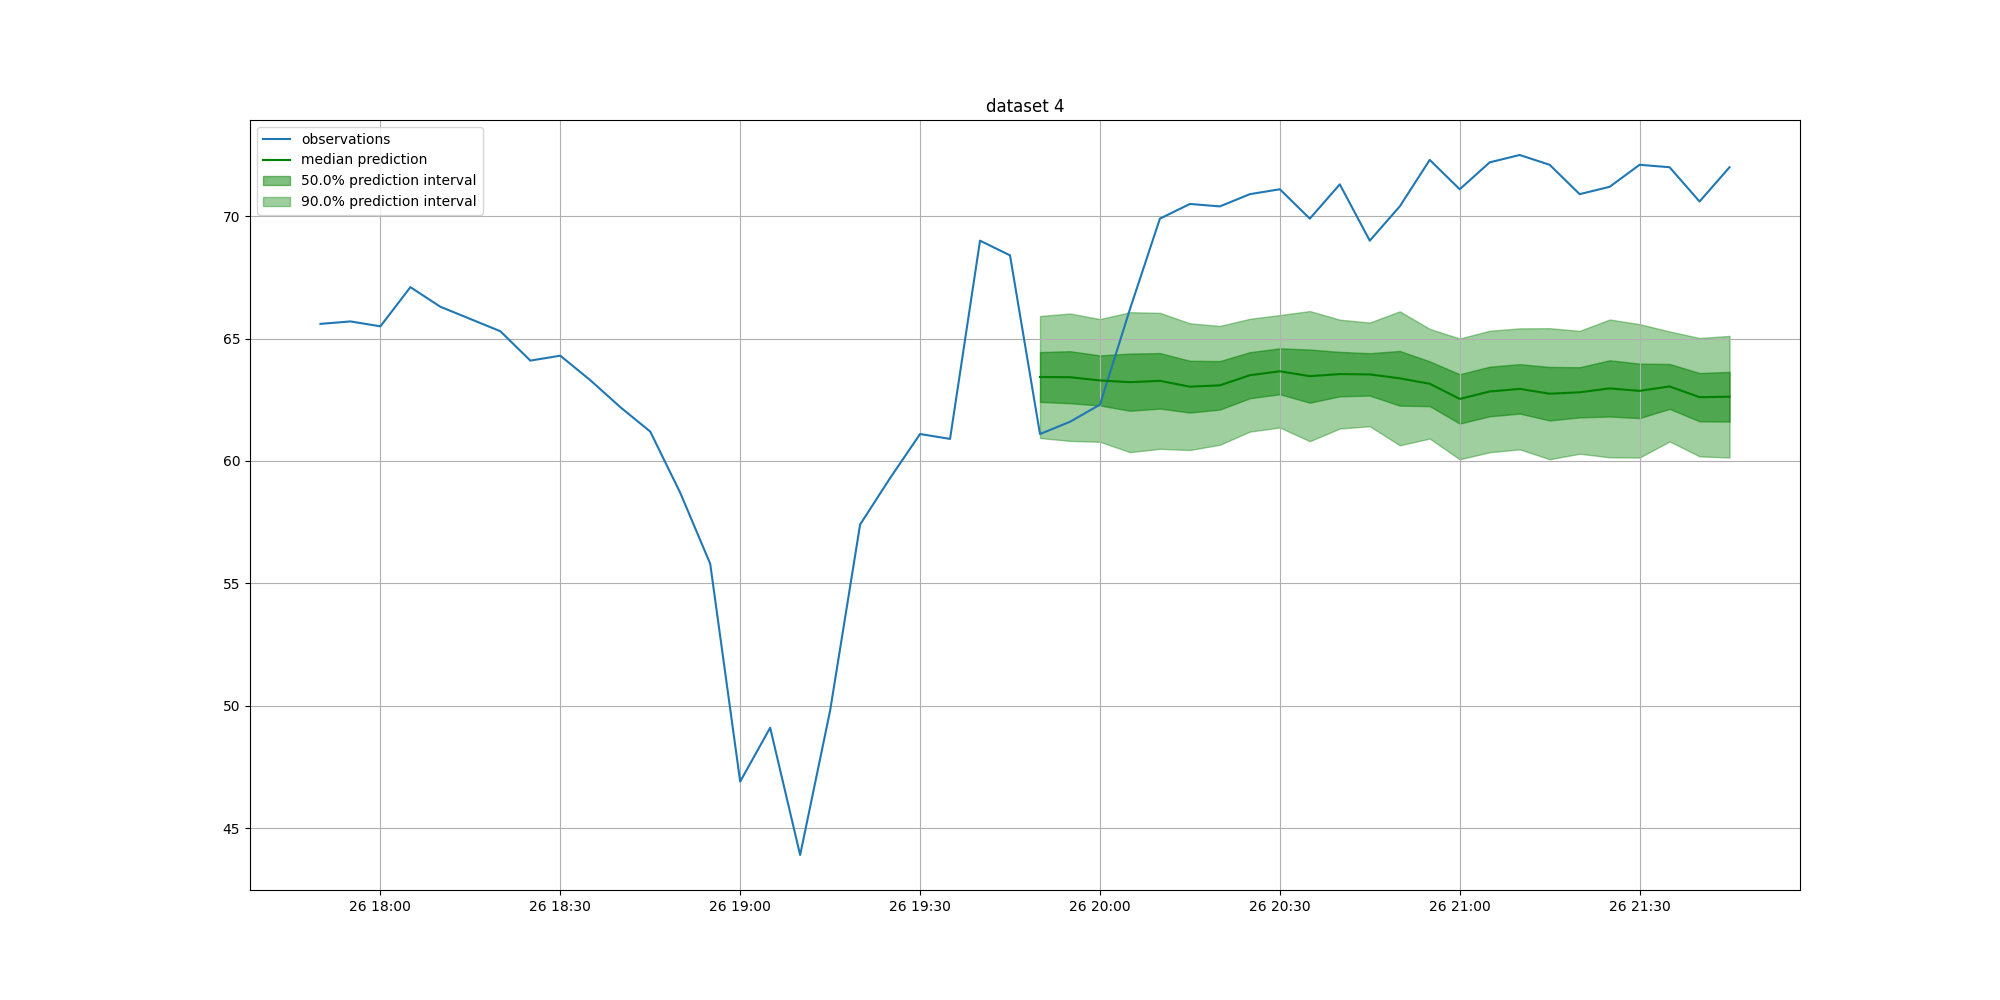 dataset 4
observations
median prediction
50.0% prediction interval
90.0% prediction interval
70
65
60
55
50
45
26 18:00
26 18:30
26 19:00
26 19:30
26 20:00
26 20:30
26 21:00
26 21:30